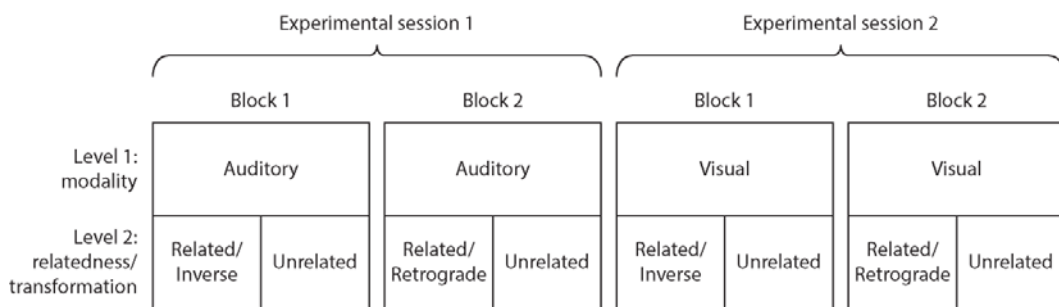 Experimental session 1
Experimental session 2
Block 1
Block 2
Block 1
Block 2
Level 1:
modality
Auditory
Auditory
Visual
Visual
Level 2:
relatedness/
transformation
Related/
Inverse
Unrelated
Related/
Retrograde
Unrelated
Related/
Inverse
Unrelated
Related/
Retrograde
Unrelated